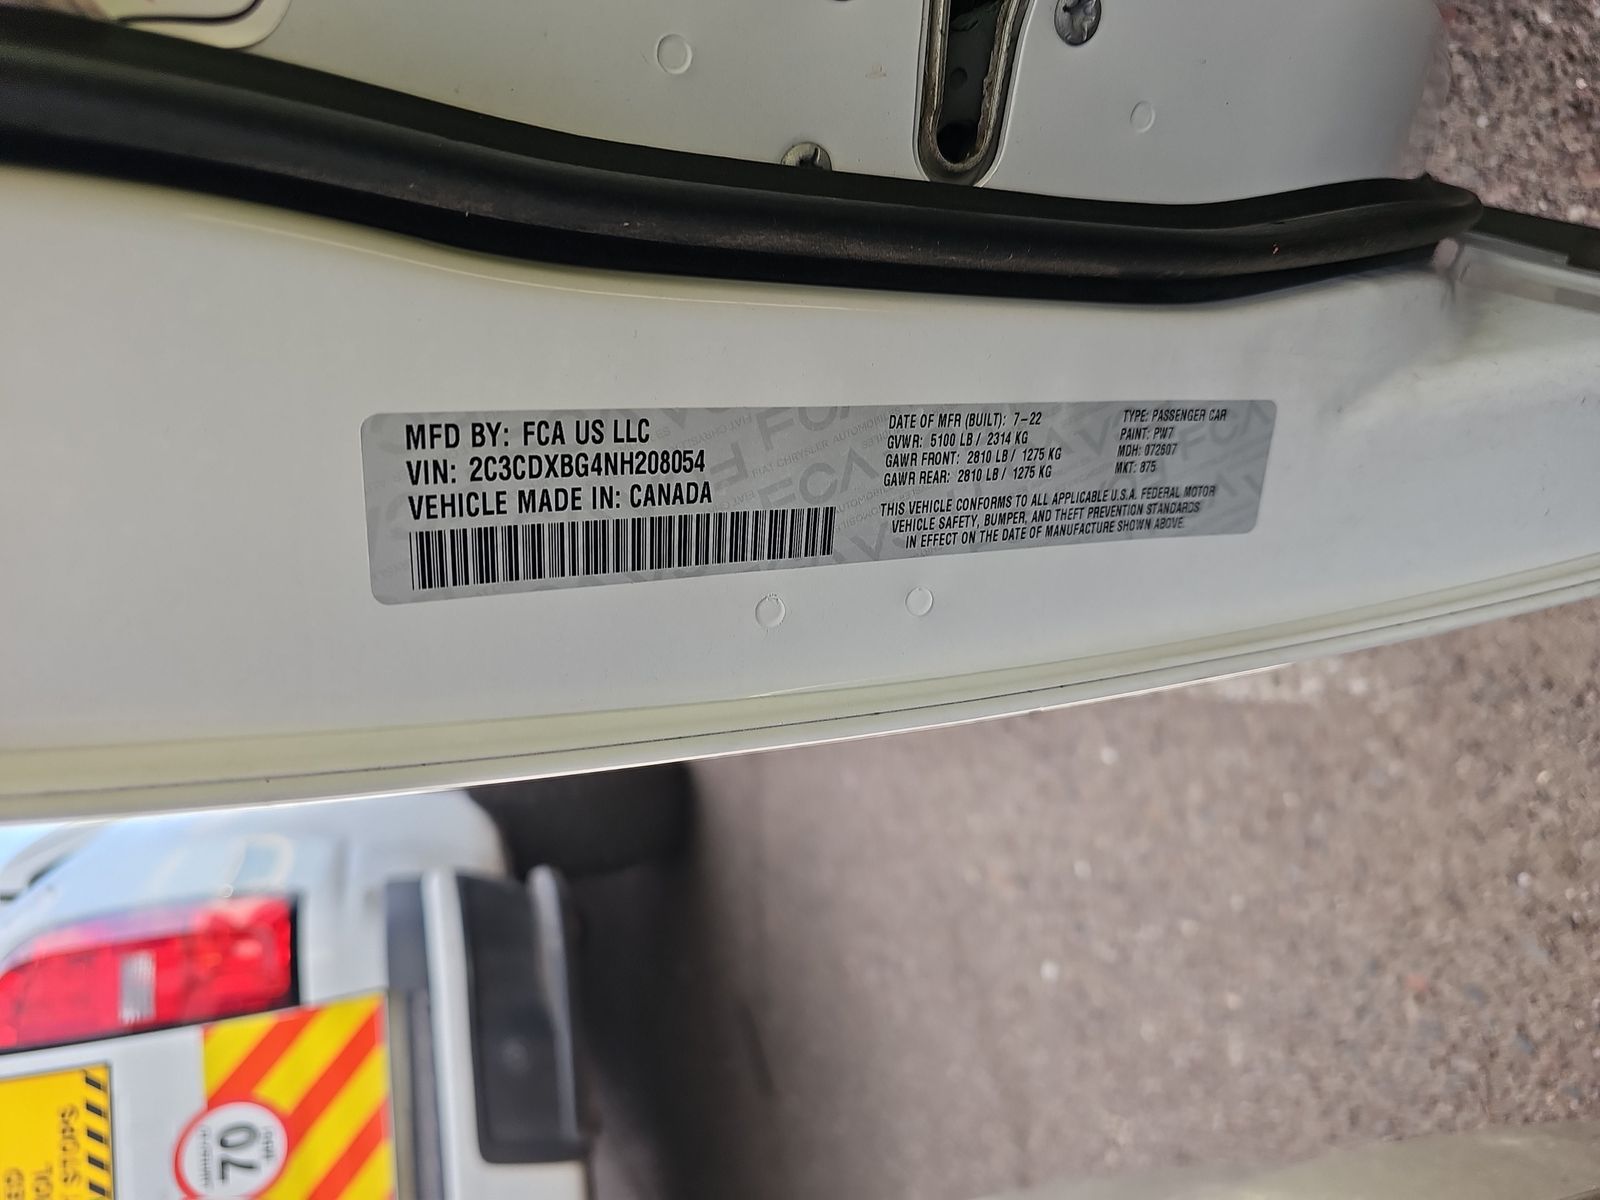 MFD BY: FCA US LLC
VIN: 2C3CDXBG4NH208054
VEHICLE MADE IN: CANADA
DATE OF MFR (BUILT): 7-22
GVWR: 5100 LB / 2314 KG
GAWR FRONT: 2810 LB / 1275 KG
GAWR REAR: 2810 LB / 1275 KG
TYPE: PASSENGER CAR
PAINT: PW7
MDH: 072607
MKT: 875
THIS VEHICLE CONFORMS TO ALL APPLICABLE U.S.A. FEDERAL MOTOR
VEHICLE SAFETY, BUMPER, AND THEFT PREVENTION STANDARDS
IN EFFECT ON THE DATE OF MANUFACTURE SHOWN ABOVE.
STOPS
70